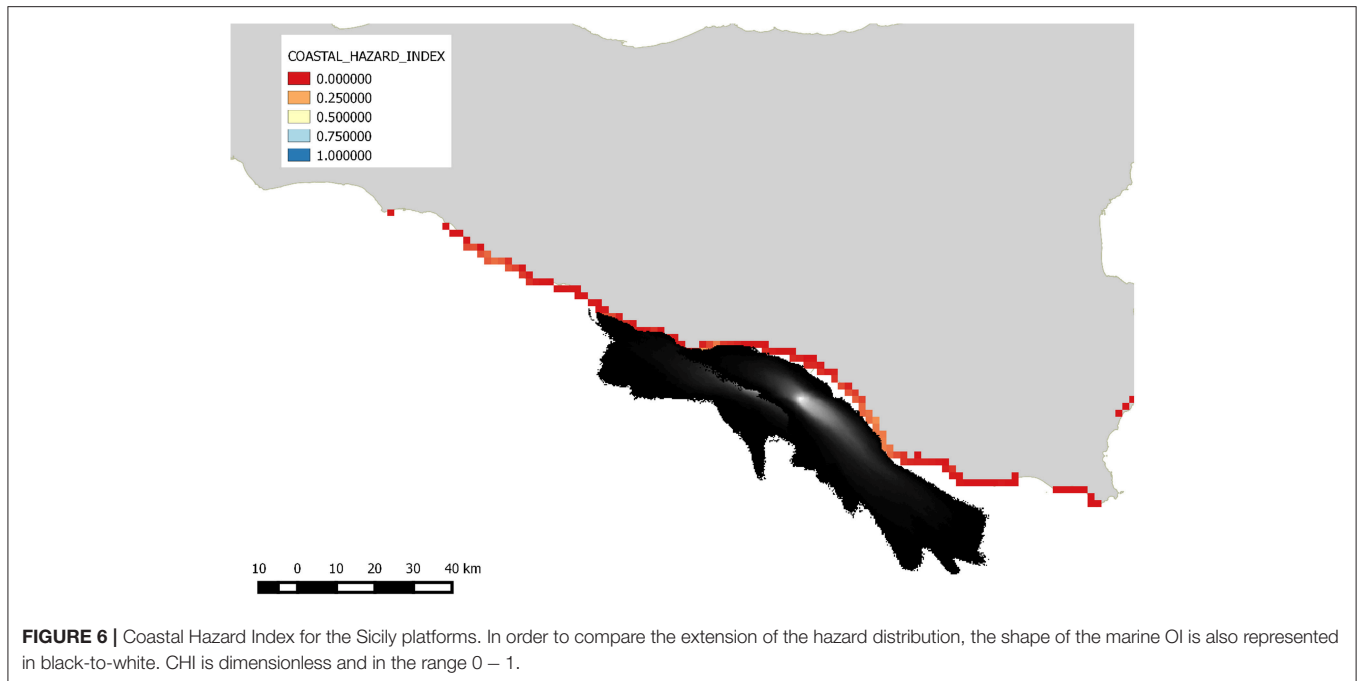 COASTAL_HAZARD_INDEX
0.000000
0.250000
0.500000
0.750000
1.000000
10 0 10 20 30 40 km
FIGURE 6 | Coastal Hazard Index for the Sicily platforms. In order to compare the extension of the hazard distribution, the shape of the marine OI is also represented
in black-to-white. CHI is dimensionless and in the range 0 – 1.